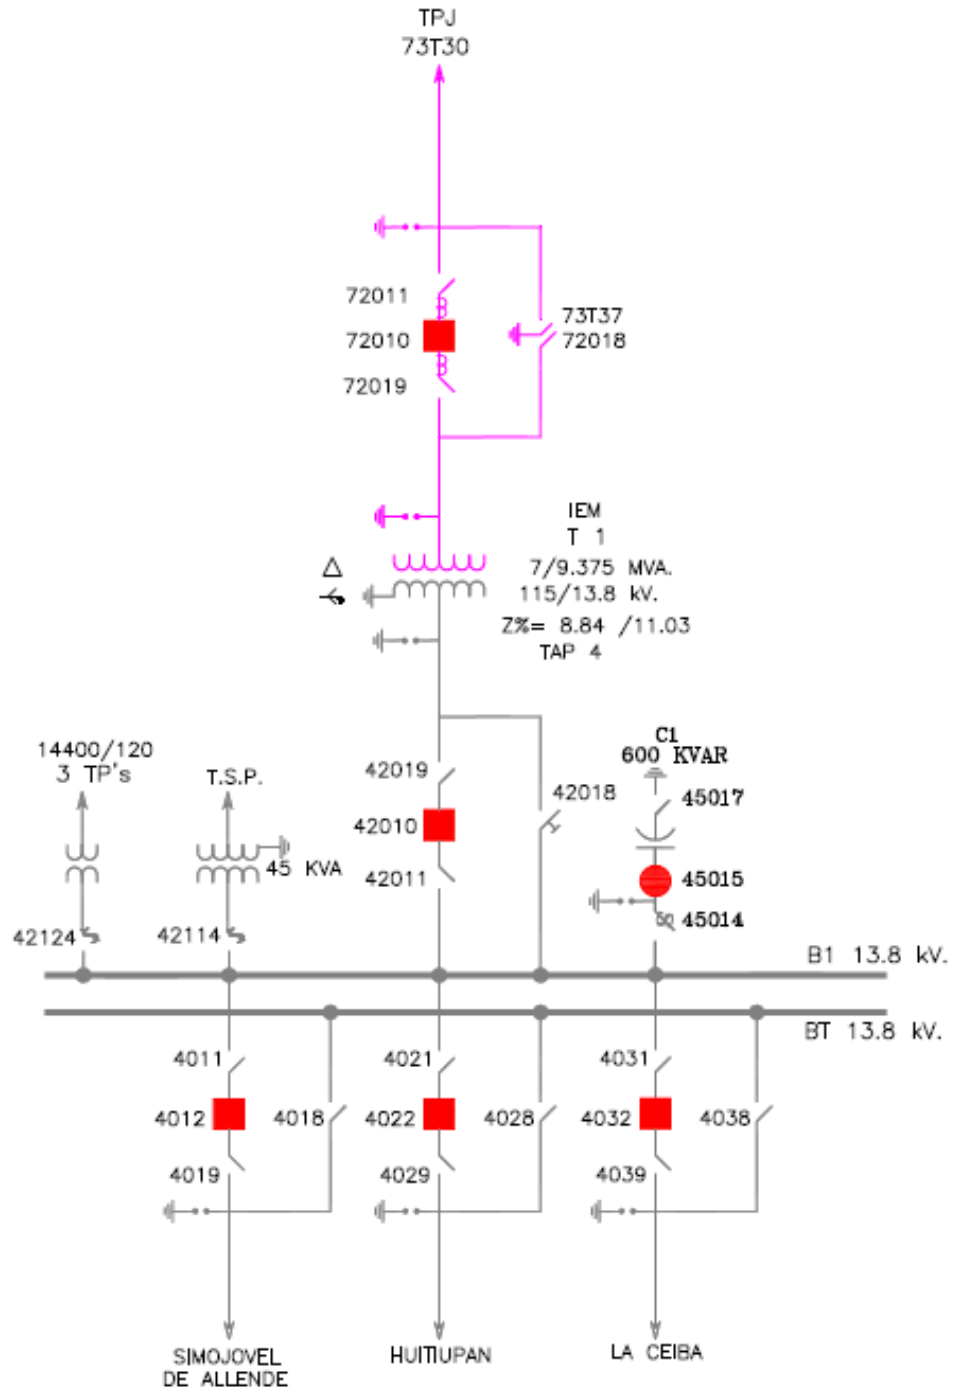 TPJ
73T30
72011
72010
72019
73T37
72018
IEM
T 1
7/9.375 MVA.
115/13.8 kV.
Z%= 8.84 /11.03
TAP 4
14400/120
3 TP's
T.S.P.
45 KVA
42124
42114
42019
42010
42011
42018
C1
600 KVAR
45017
45015
45014
B1 13.8 kV.
BT 13.8 kV.
4011
4012
4019
4018
4021
4022
4029
4028
4031
4032
4039
4038
SIMOJOVEL
DE ALLENDE
HUITIUPAN
LA CEIBA